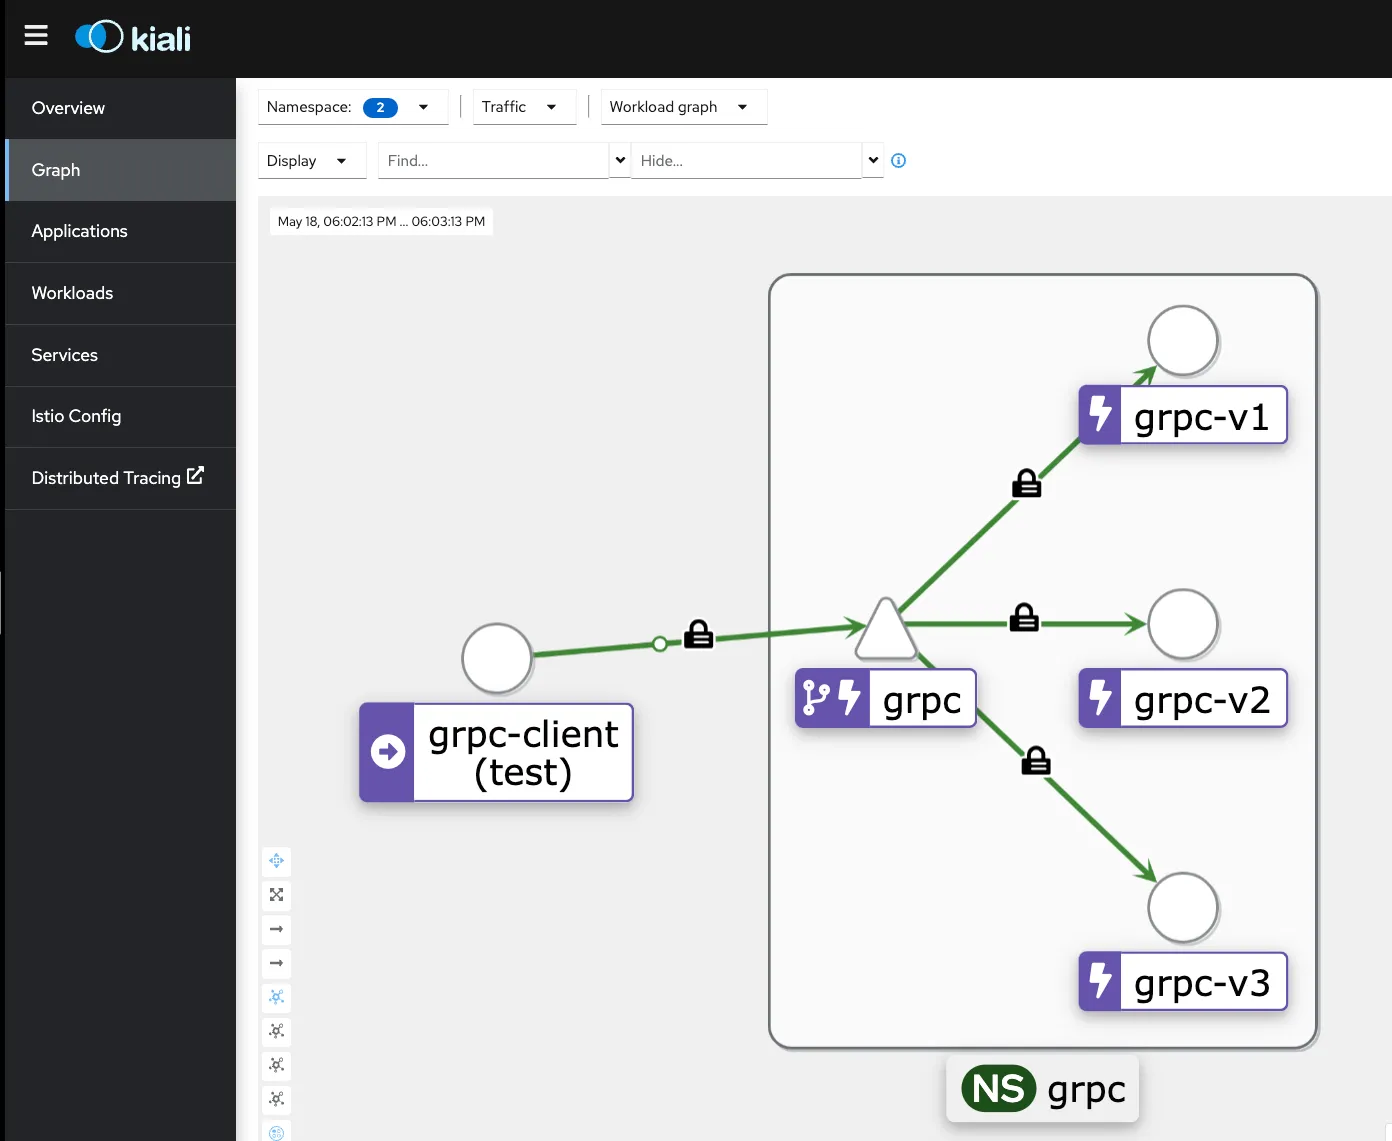 kiali
Overview
Graph
Applications
Workloads
Services
Istio Config
Distributed Tracing
Namespace: 2
Traffic
Workload graph
Display
Find...
Hide...
May 18, 06:02:13 PM ... 06:03:13 PM
grpc-v1
grpc-client
(test)
grpc
grpc-v2
grpc-v3
NS grpc